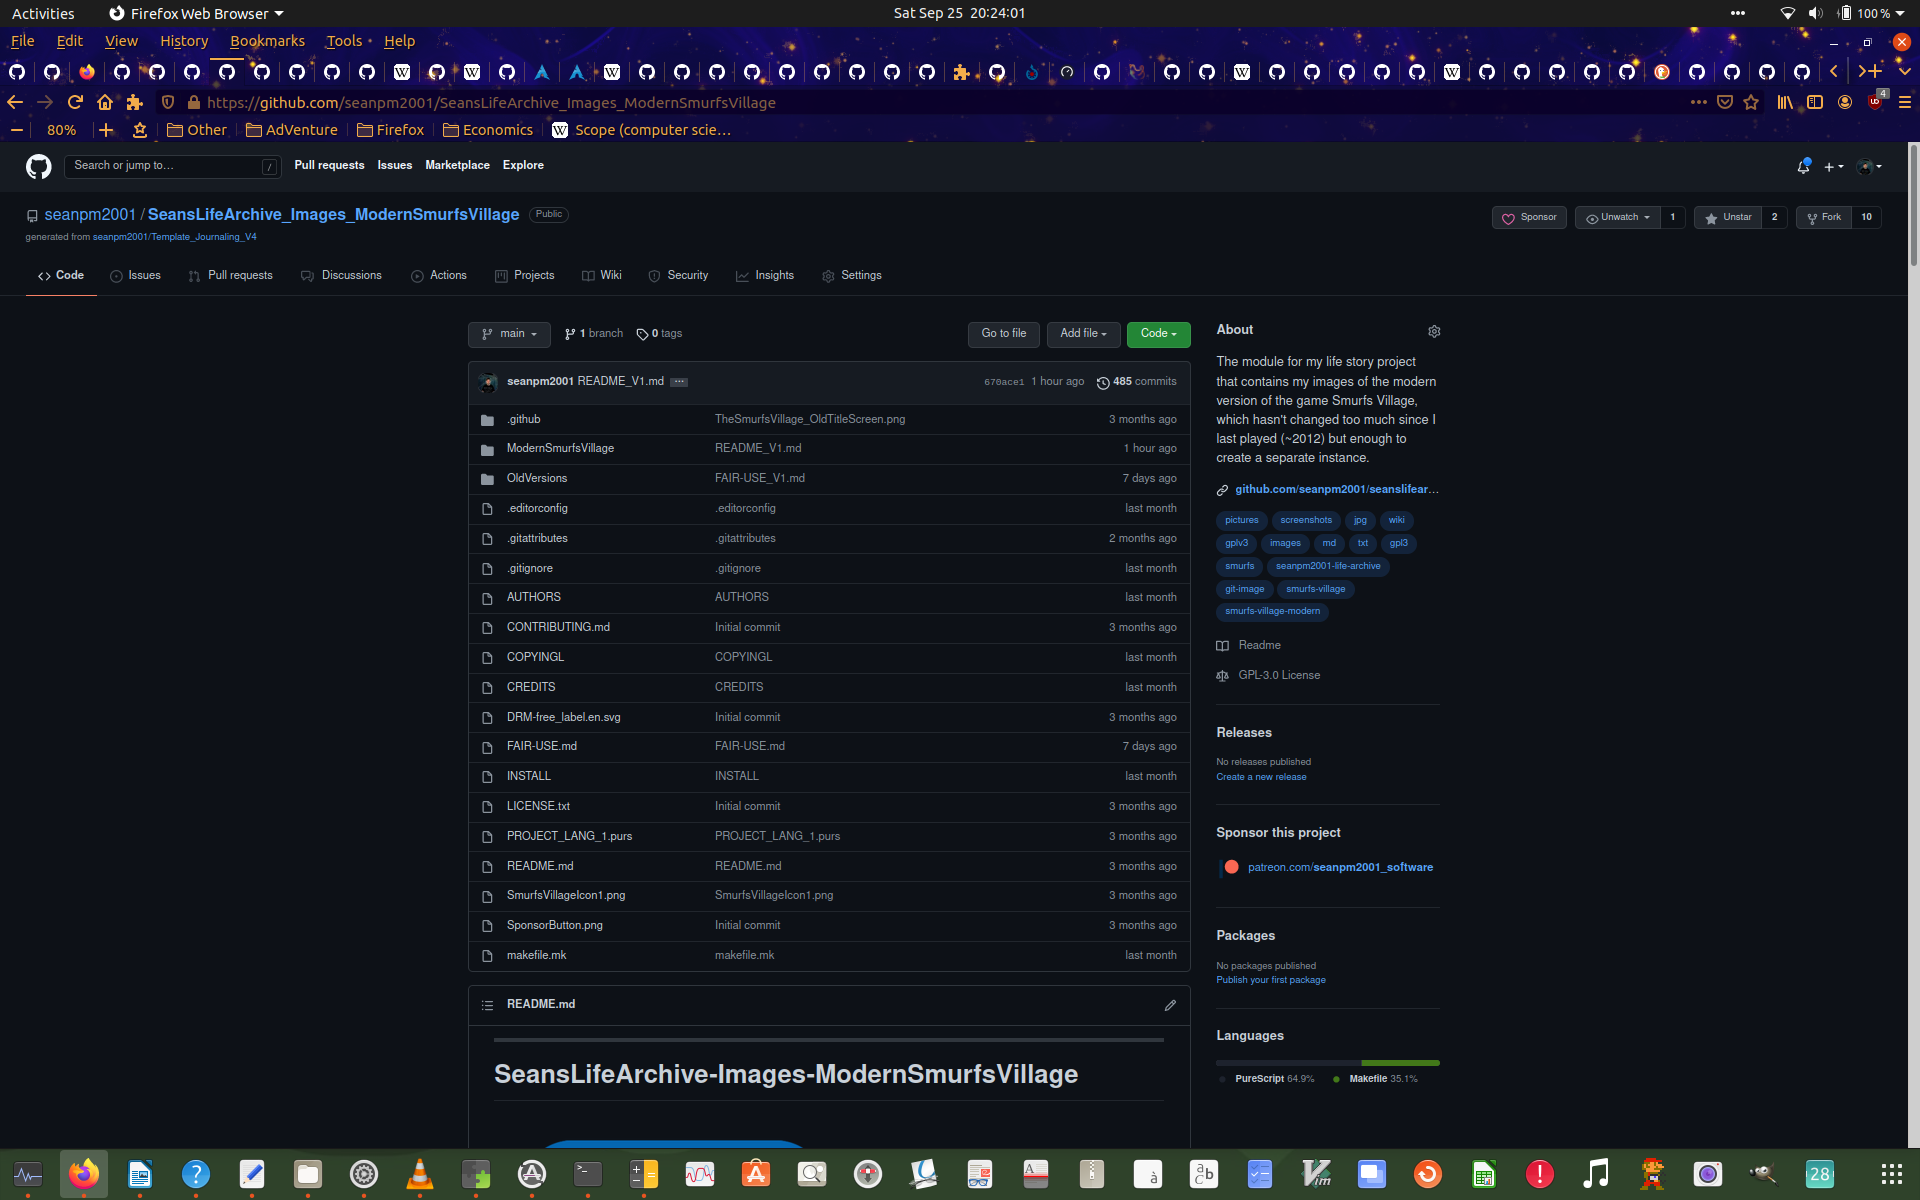 Activities
Firefox Web Browser
Sat Sep 25  20:24:01
100 %
File Edit View History Bookmarks Tools Help
https://github.com/seanpm2001/SeansLifeArchive_Images_ModernSmurfsVillage
4
80%
Other
AdVenture
Firefox
Economics
Scope (computer scie…
Search or jump to…
/
Pull requests Issues Marketplace Explore
seanpm2001 / SeansLifeArchive_Images_ModernSmurfsVillage Public
generated from seanpm2001/Template_Journaling_V4
Sponsor
Unwatch 1
Unstar 2
Fork 10
Code Issues Pull requests Discussions Actions Projects Wiki Security Insights Settings
main 1 branch 0 tags
Go to file Add file Code
seanpm2001 README_V1.md ... 670ace1 1 hour ago 485 commits
.github TheSmurfsVillage_OldTitleScreen.png 3 months ago
ModernSmurfsVillage README_V1.md 1 hour ago
OldVersions FAIR-USE_V1.md 7 days ago
.editorconfig .editorconfig last month
.gitattributes .gitattributes 2 months ago
.gitignore .gitignore last month
AUTHORS AUTHORS last month
CONTRIBUTING.md Initial commit 3 months ago
COPYINGL COPYINGL last month
CREDITS CREDITS last month
DRM-free_label.en.svg Initial commit 3 months ago
FAIR-USE.md FAIR-USE.md 7 days ago
INSTALL INSTALL last month
LICENSE.txt Initial commit 3 months ago
PROJECT_LANG_1.purs PROJECT_LANG_1.purs 3 months ago
README.md README.md 3 months ago
SmurfsVillageIcon1.png SmurfsVillageIcon1.png 3 months ago
SponsorButton.png Initial commit 3 months ago
makefile.mk makefile.mk last month
README.md
SeansLifeArchive-Images-ModernSmurfsVillage
About
The module for my life story project
that contains my images of the modern
version of the game Smurfs Village,
which hasn't changed too much since I
last played (~2012) but enough to
create a separate instance.
github.com/seanpm2001/seanslifear…
pictures screenshots jpg wiki
gplv3 images md txt gpl3
smurfs seanpm2001-life-archive
git-image smurfs-village
smurfs-village-modern
Readme
GPL-3.0 License
Releases
No releases published
Create a new release
Sponsor this project
patreon.com/seanpm2001_software
Packages
No packages published
Publish your first package
Languages
PureScript 64.9% Makefile 35.1%
28